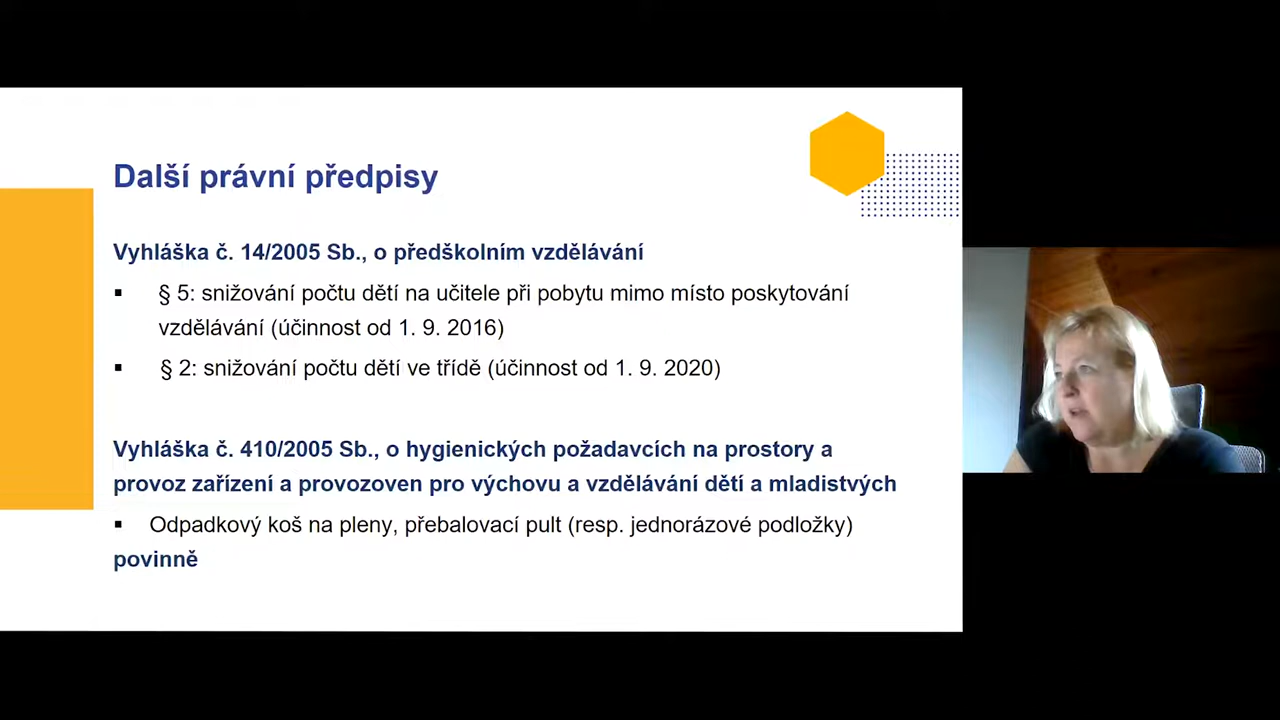 Další právní předpisy
Vyhláška č. 14/2005 Sb., o předškolním vzdělávání
▪ § 5: snižování počtu dětí na učitele při pobytu mimo místo poskytování
vzdělávání (účinnost od 1. 9. 2016)
▪ § 2: snižování počtu dětí ve třídě (účinnost od 1. 9. 2020)
Vyhláška č. 410/2005 Sb., o hygienických požadavcích na prostory a
provoz zařízení a provozoven pro výchovu a vzdělávání dětí a mladistvých
▪ Odpadkový koš na pleny, přebalovací pult (resp. jednorázové podložky)
povinně